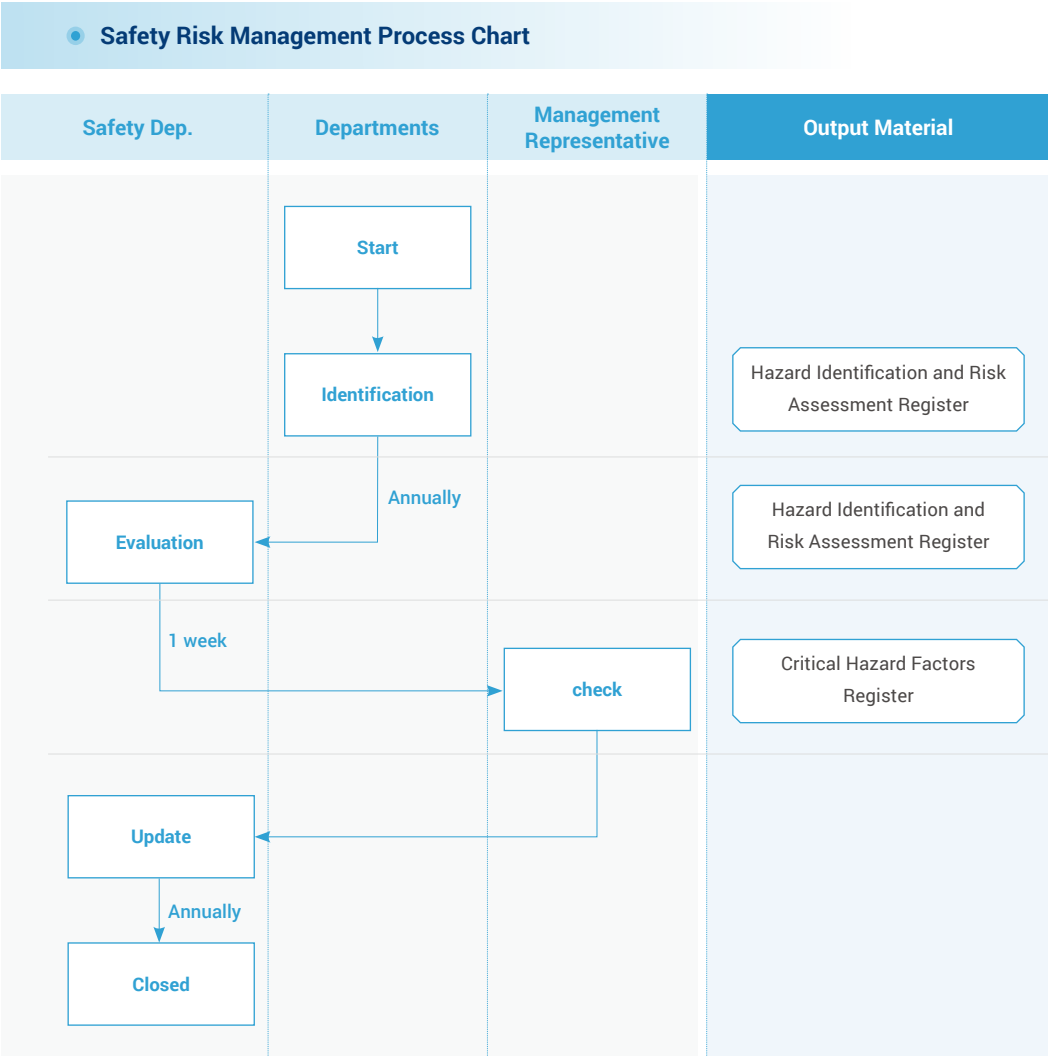 Safety Risk Management Process Chart
Safety Dep.
Departments
Management
Representative
Output Material
Start
Identification
Hazard Identification and Risk
Assessment Register
Annually
Evaluation
Hazard Identification and
Risk Assessment Register
1 week
check
Critical Hazard Factors
Register
Update
Annually
Closed